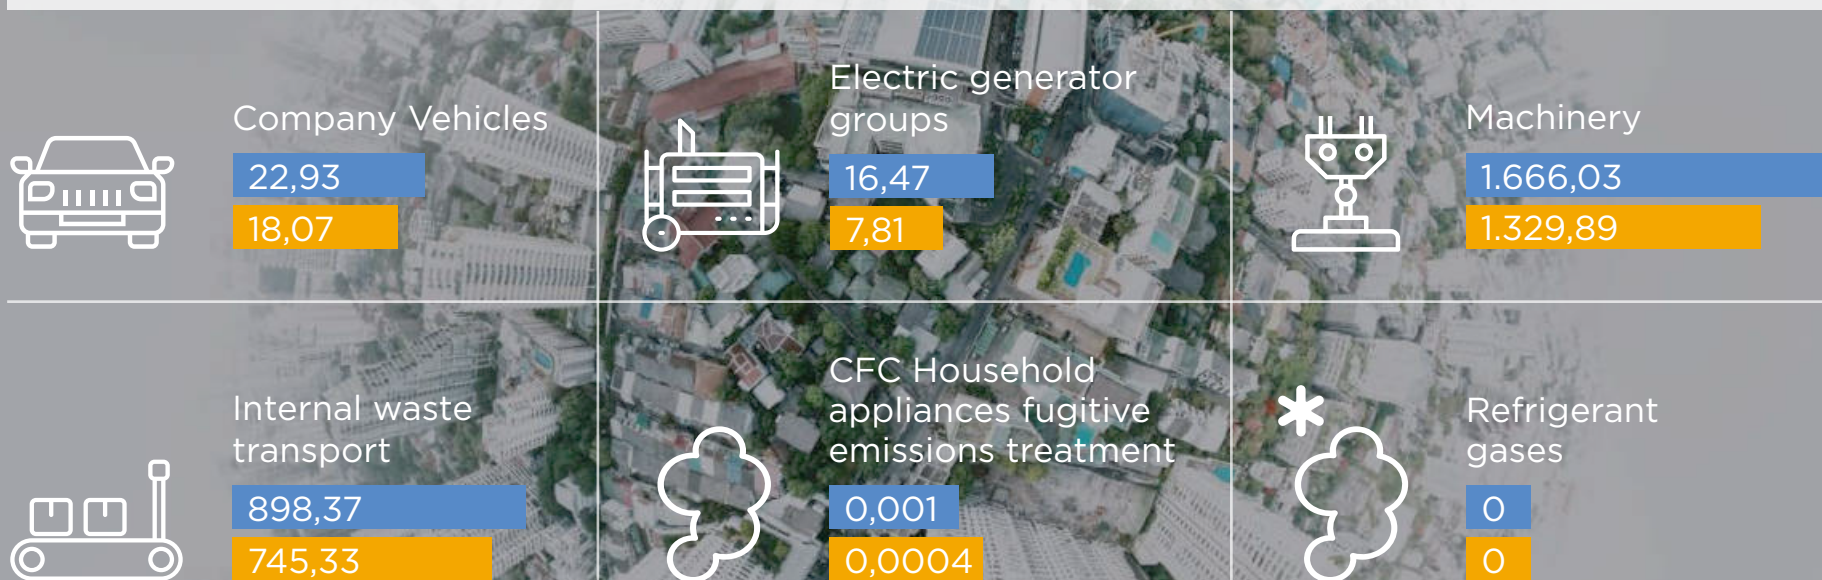 Company Vehicles
22,93
18,07
Electric generator
groups
16,47
7,81
Machinery
1.666,03
1.329,89
Internal waste
transport
898,37
745,33
CFC Household
appliances fugitive
emissions treatment
0,001
0,0004
Refrigerant
gases
0
0